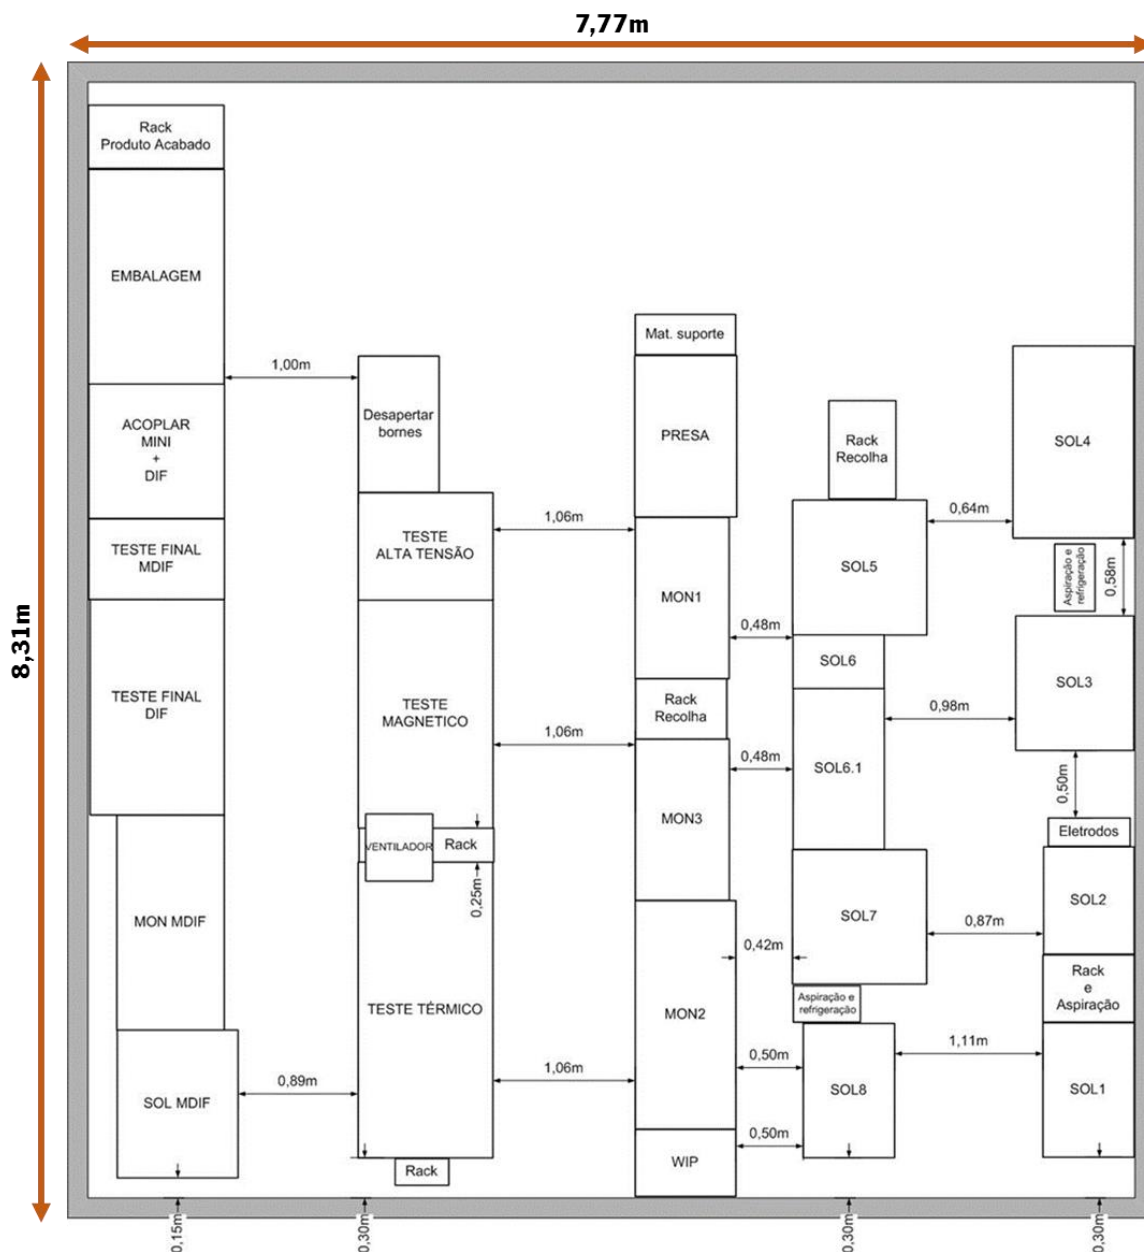 7,77m
8,31m
Rack
Produto Acabado
EMBALAGEM
ACOPLAR
MINI
+
DIF
TESTE FINAL
MDIF
TESTE FINAL
DIF
MON MDIF
SOL MDIF
0,15m
1,00m
0,89m
Desapertar
bornes
TESTE
ALTA TENSÃO
TESTE
MAGNETICO
VENTILADOR
Rack
0,25m
TESTE TÉRMICO
Rack
0,30m
1,06m
1,06m
1,06m
Mat. suporte
PRESA
MON1
Rack
Recolha
MON3
MON2
WIP
0,48m
0,48m
0,42m
0,50m
0,50m
Rack
Recolha
SOL5
SOL6
SOL6.1
SOL7
Aspiração e
refrigeração
SOL8
0,30m
0,64m
0,98m
0,87m
1,11m
SOL4
Aspiração e
refrigeração
0,58m
SOL3
0,50m
Eletrodos
SOL2
Rack
e
Aspiração
SOL1
0,30m